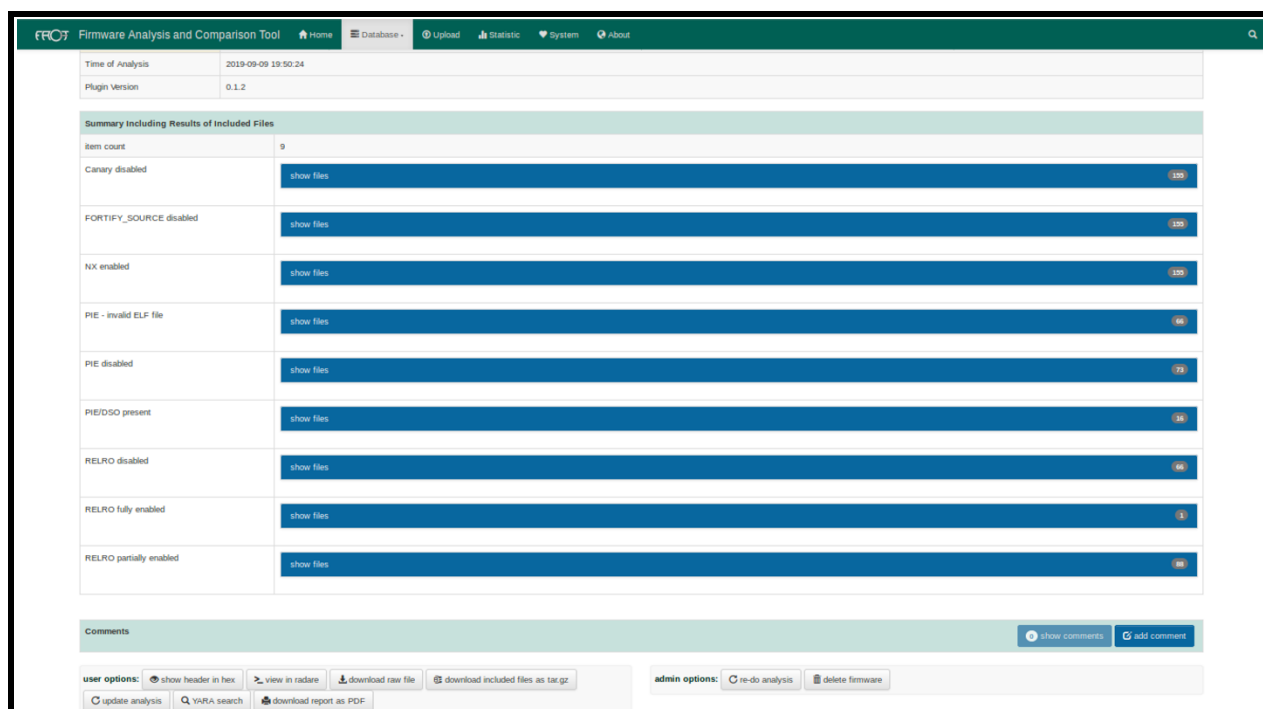 FACT Firmware Analysis and Comparison Tool Home Database Upload Statistic System About
Time of Analysis 2019-09-09 19:50:24
Plugin Version 0.1.2
Summary Including Results of Included Files
item count 9
Canary disabled show files 155
FORTIFY_SOURCE disabled show files 155
NX enabled show files 155
PIE - invalid ELF file show files 66
PIE disabled show files 73
PIE/DSO present show files 16
RELRO disabled show files 66
RELRO fully enabled show files 1
RELRO partially enabled show files 88
Comments 0 show comments add comment
user options: show header in hex view in radare download raw file download included files as tar.gz admin options: re-do analysis delete firmware
update analysis YARA search download report as PDF